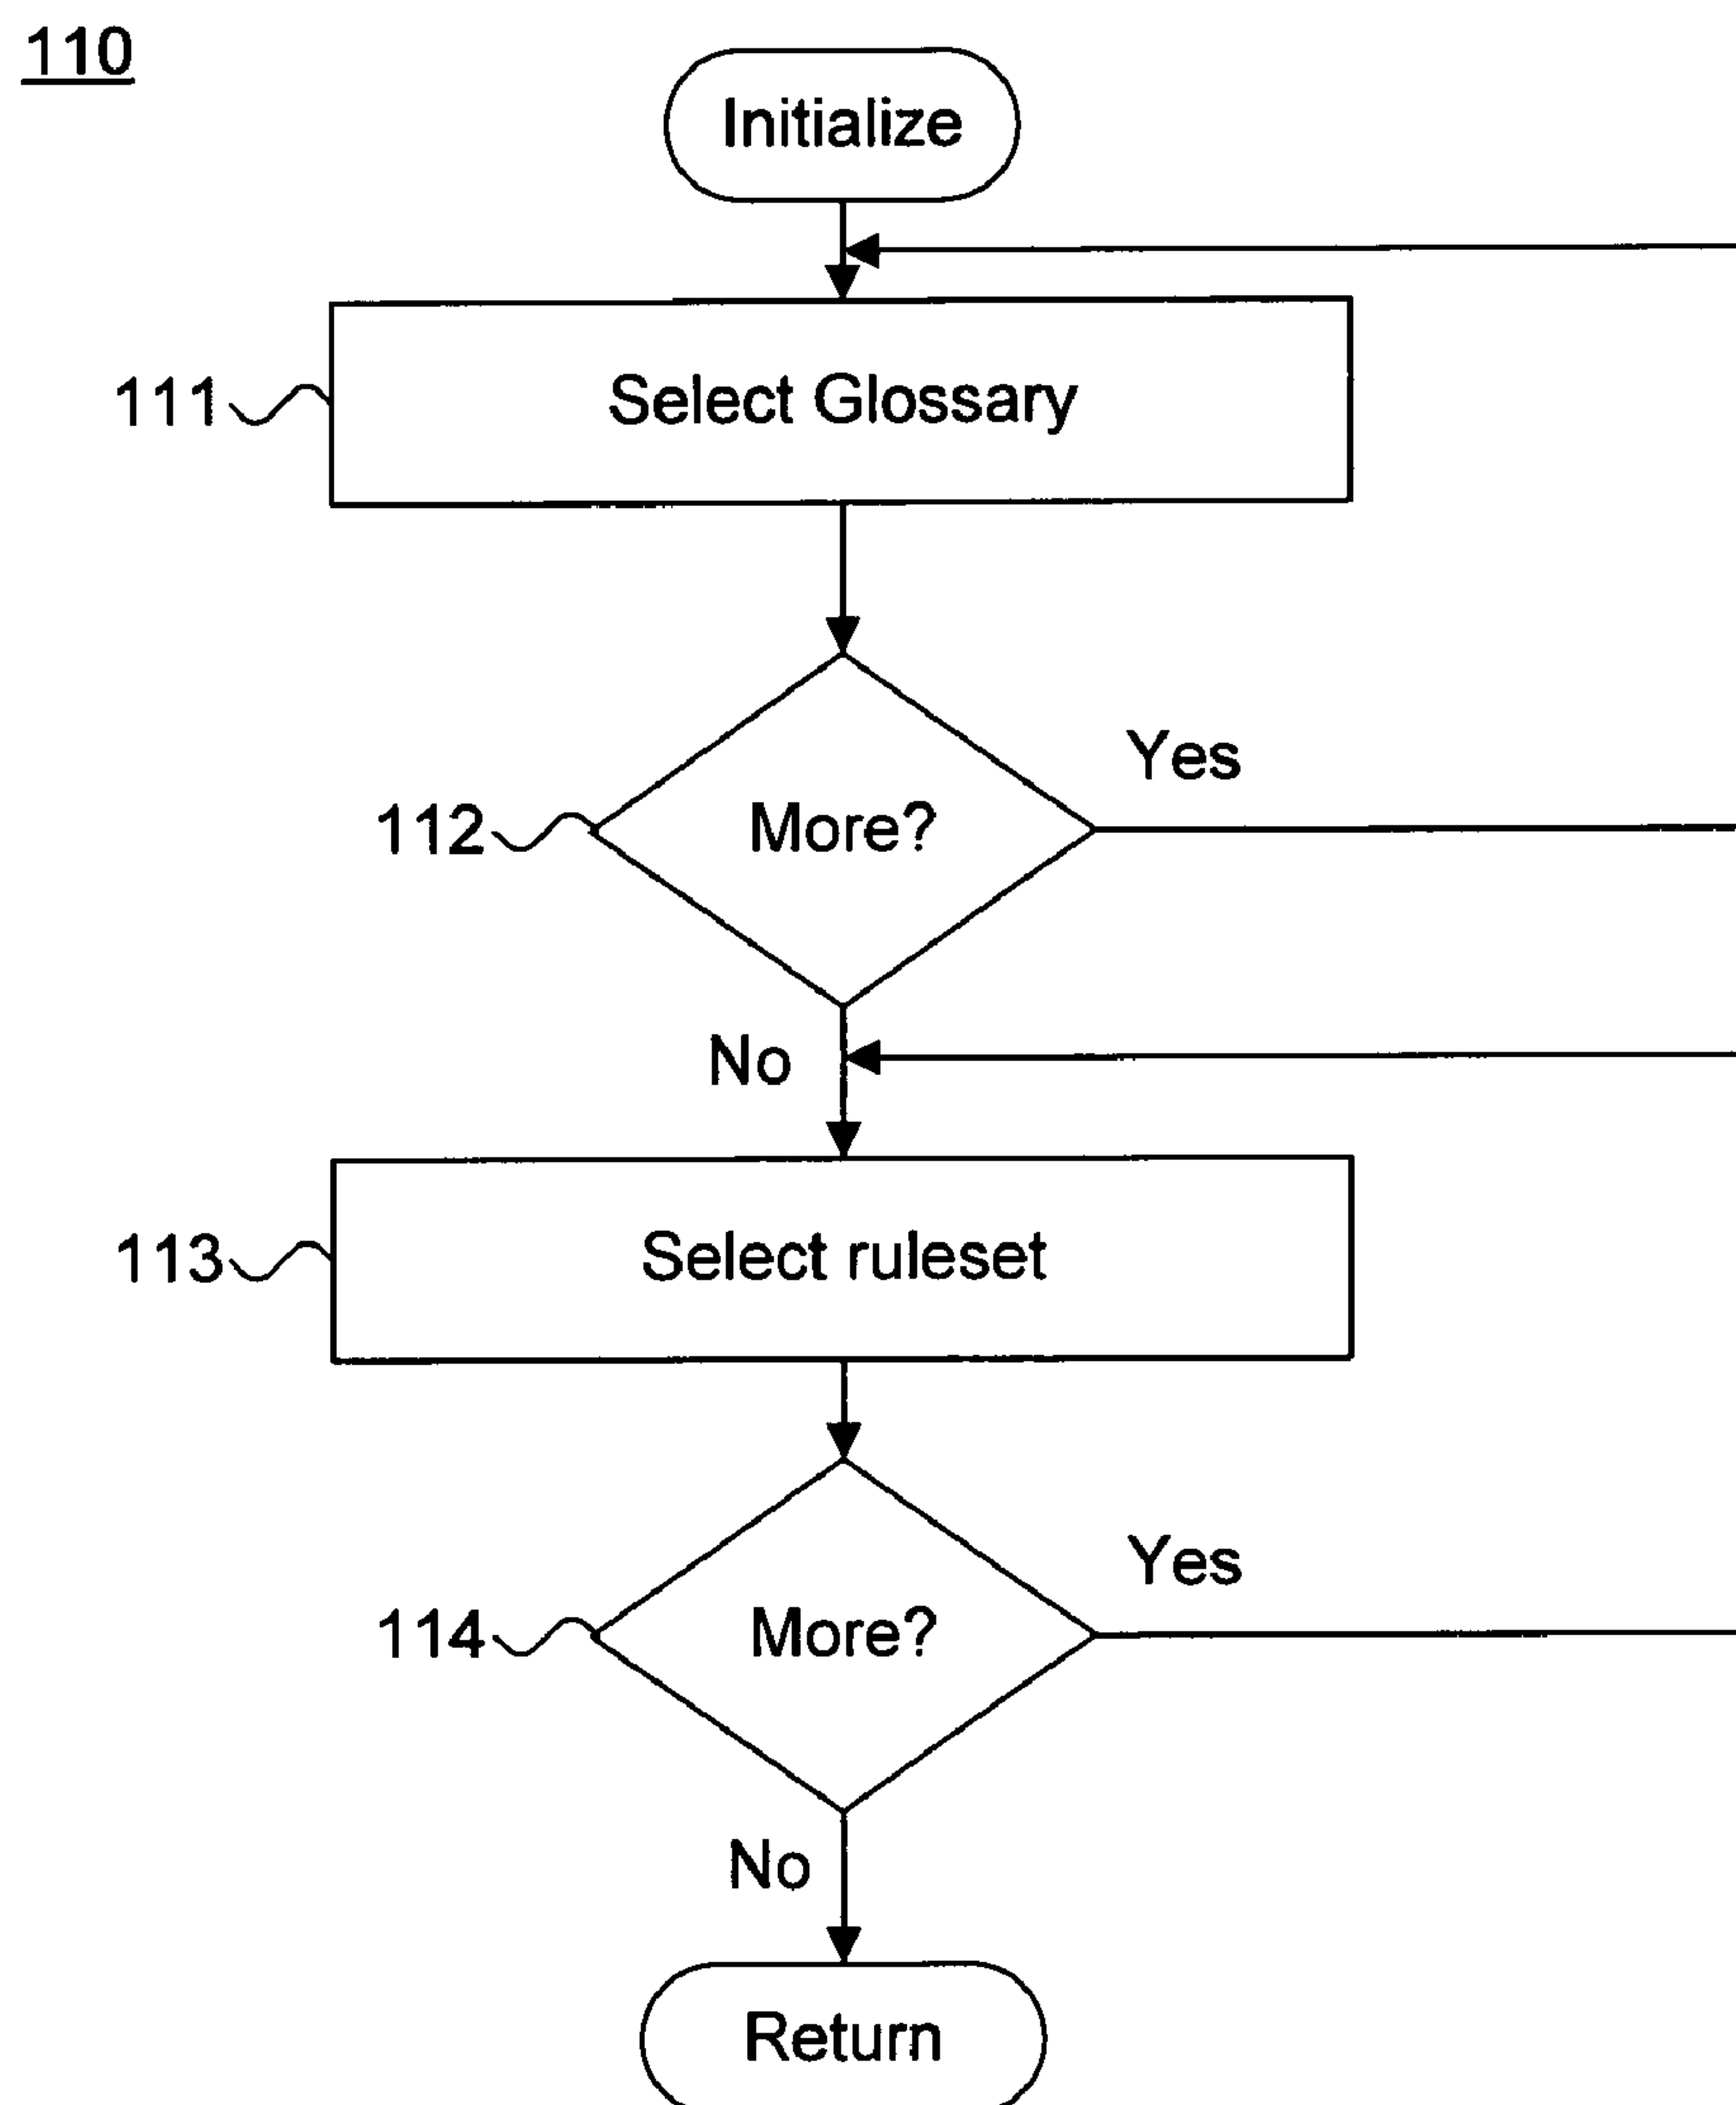 110
Initialize
111
Select Glossary
Yes
112
More?
No
113
Select ruleset
Yes
114
More?
No
Return